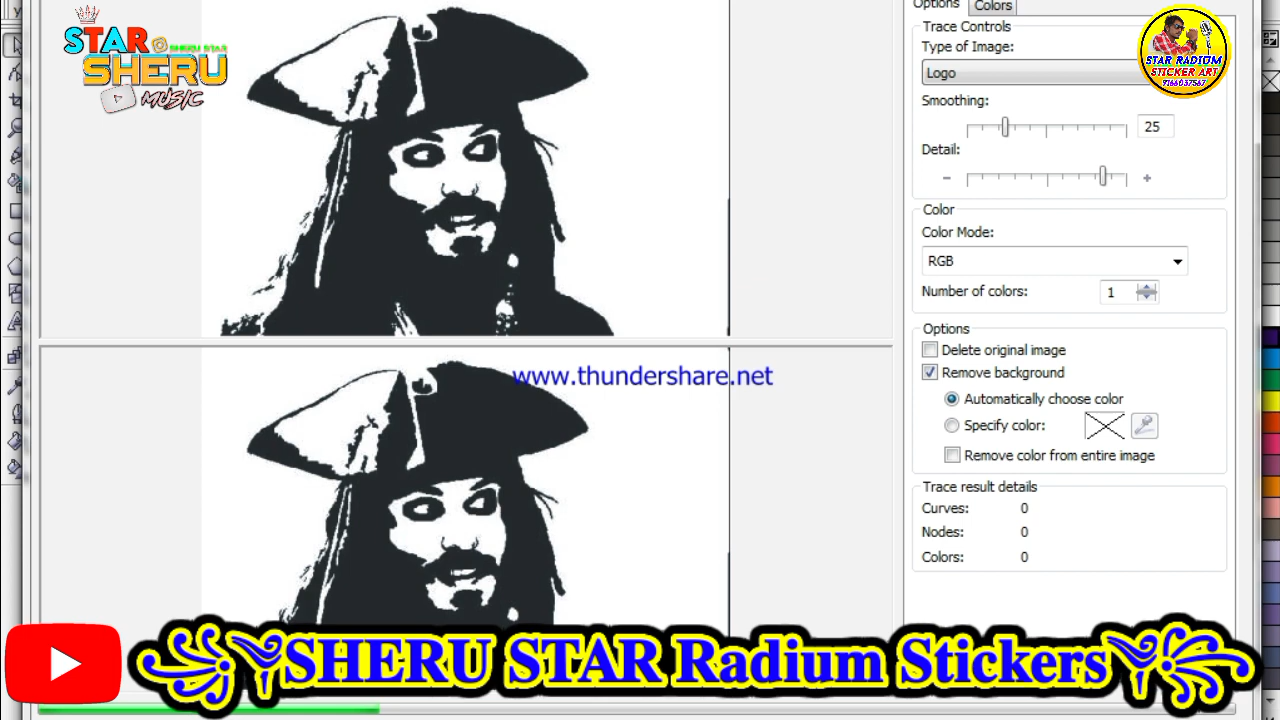 STAR
SHERU STAR
SHERU
MUSIC
Options
Colors
Trace Controls
Type of Image:
Logo
Smoothing:
25
Detail:
Color
Color Mode:
RGB
Number of colors:
1
Options
Delete original image
Remove background
Automatically choose color
Specify color:
Remove color from entire image
Trace result details
Curves: 0
Nodes: 0
Colors: 0
STAR RADIUM
STICKER ART
9166037567
www.thundershare.net
SHERU STAR Radium Stickers